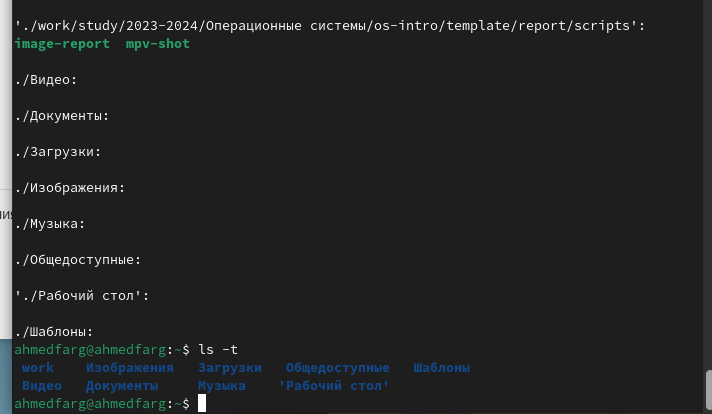 './work/study/2023-2024/Операционные системы/os-intro/template/report/scripts':
image-report  mpv-shot
./Видео:
./Документы:
./Загрузки:
./Изображения:
./Музыка:
./Общедоступные:
'./Рабочий стол':
./Шаблоны:
ahmedfarg@ahmedfarg:~$ ls -t
work    Изображения   Загрузки   Общедоступные   Шаблоны
Видео   Документы     Музыка    'Рабочий стол'
ahmedfarg@ahmedfarg:~$